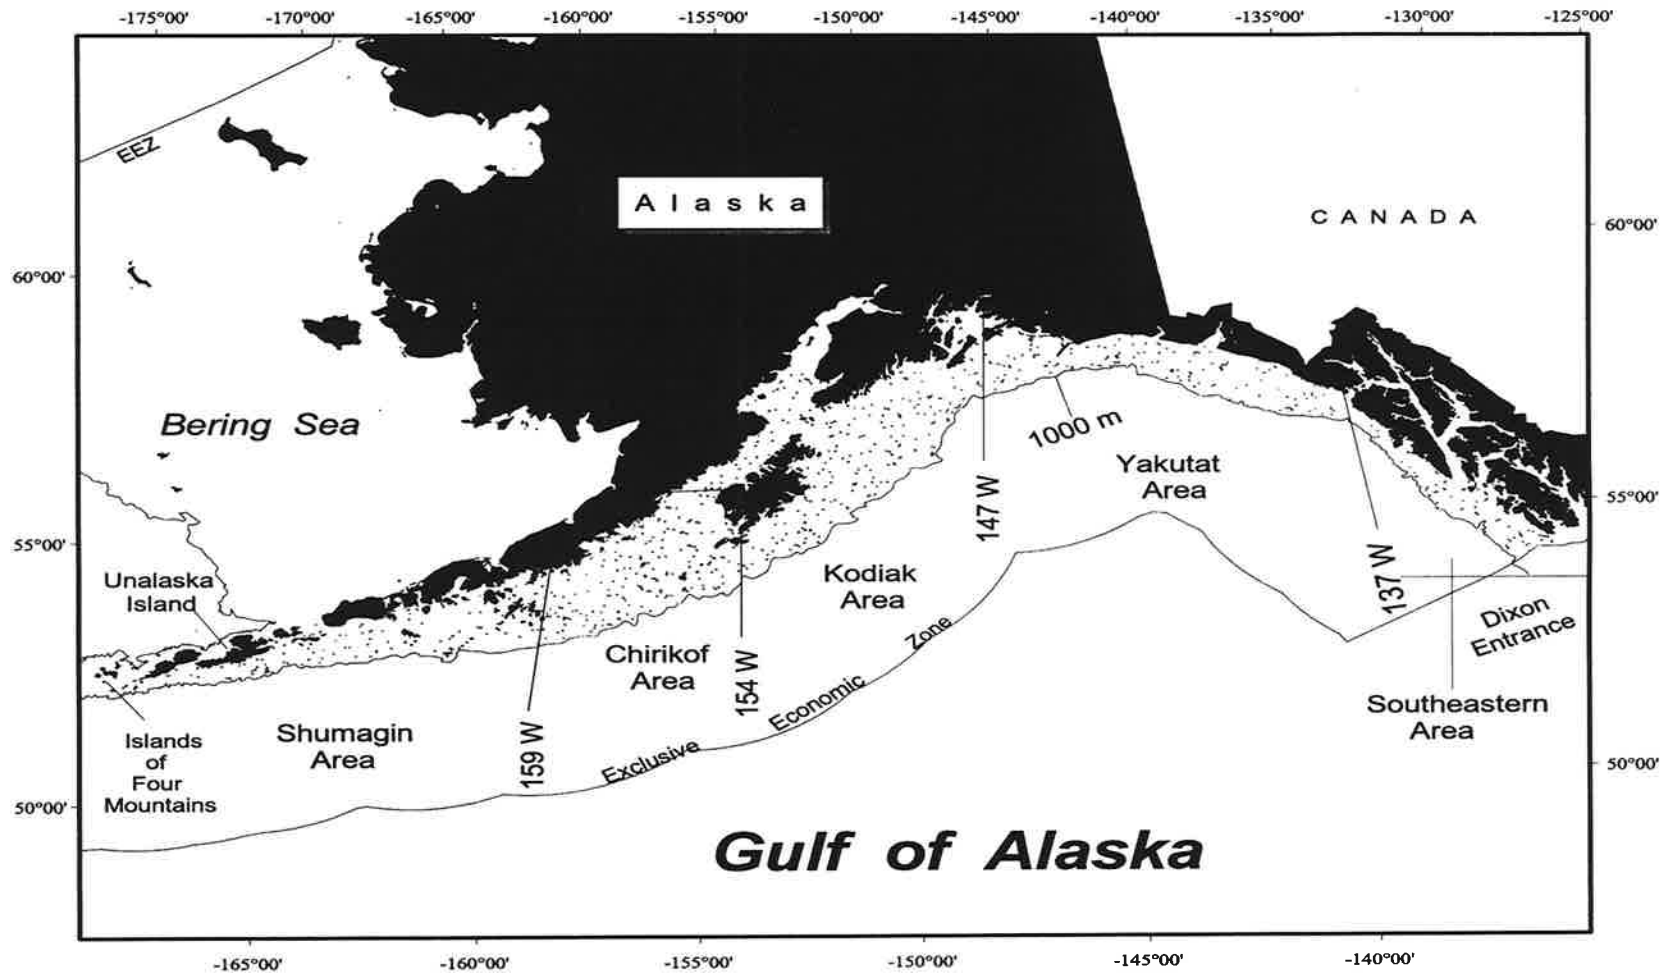 -175°00'
-170°00'
-165°00'
-160°00'
-155°00'
-150°00'
-145°00'
-140°00'
-135°00'
-130°00'
-125°00'
EEZ
Alaska
CANADA
60°00'
60°00'
Bering Sea
1000 m
Yakutat
Area
147 W
55°00'
55°00'
137 W
Unalaska
Island
Kodiak
Area
Dixon
Entrance
Chirikof
Area
154 W
Exclusive Economic Zone
Southeastern
Area
Shumagin
Area
159 W
Islands
of
Four
Mountains
50°00'
50°00'
Gulf of Alaska
-165°00'
-160°00'
-155°00'
-150°00'
-145°00'
-140°00'